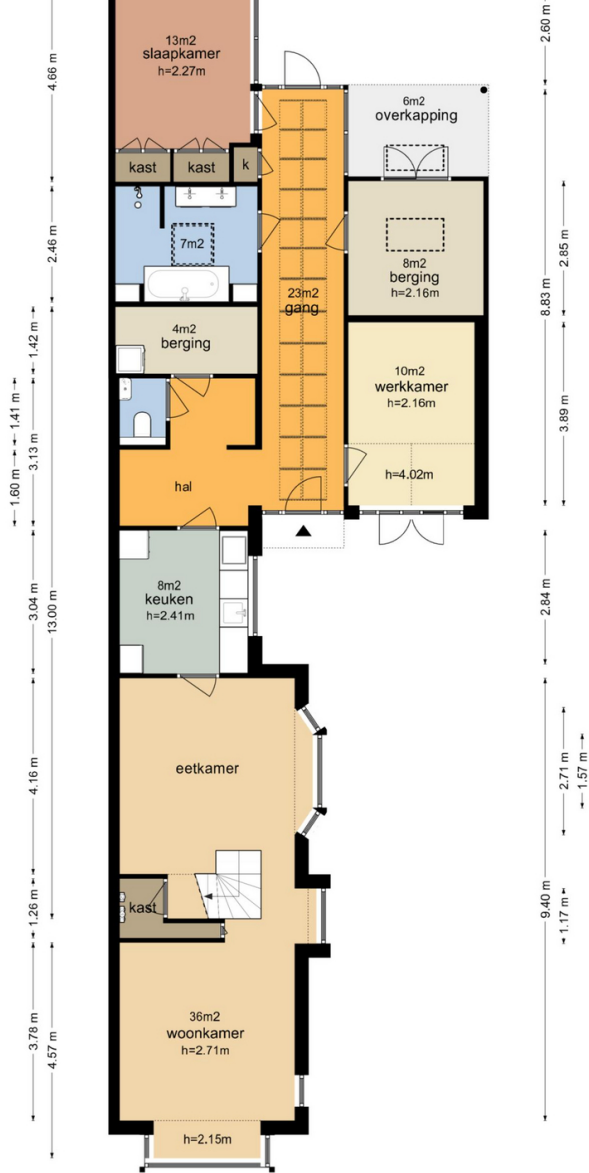 4.66 m
2.60 m
13m2
slaapkamer
h=2.27m
6m2
overkapping
kast
kast
k
7m2
2.46 m
8m2
berging
h=2.16m
2.85 m
8.83 m
23m2
gang
4m2
berging
1.42 m
10m2
werkkamer
h=2.16m
3.89 m
1.41 m
3.13 m
1.60 m
hal
h=4.02m
8m2
keuken
h=2.41m
3.04 m
13.00 m
2.84 m
eetkamer
4.16 m
2.71 m
1.57 m
kast
1.26 m
9.40 m
1.17 m
36m2
woonkamer
h=2.71m
3.78 m
4.57 m
h=2.15m